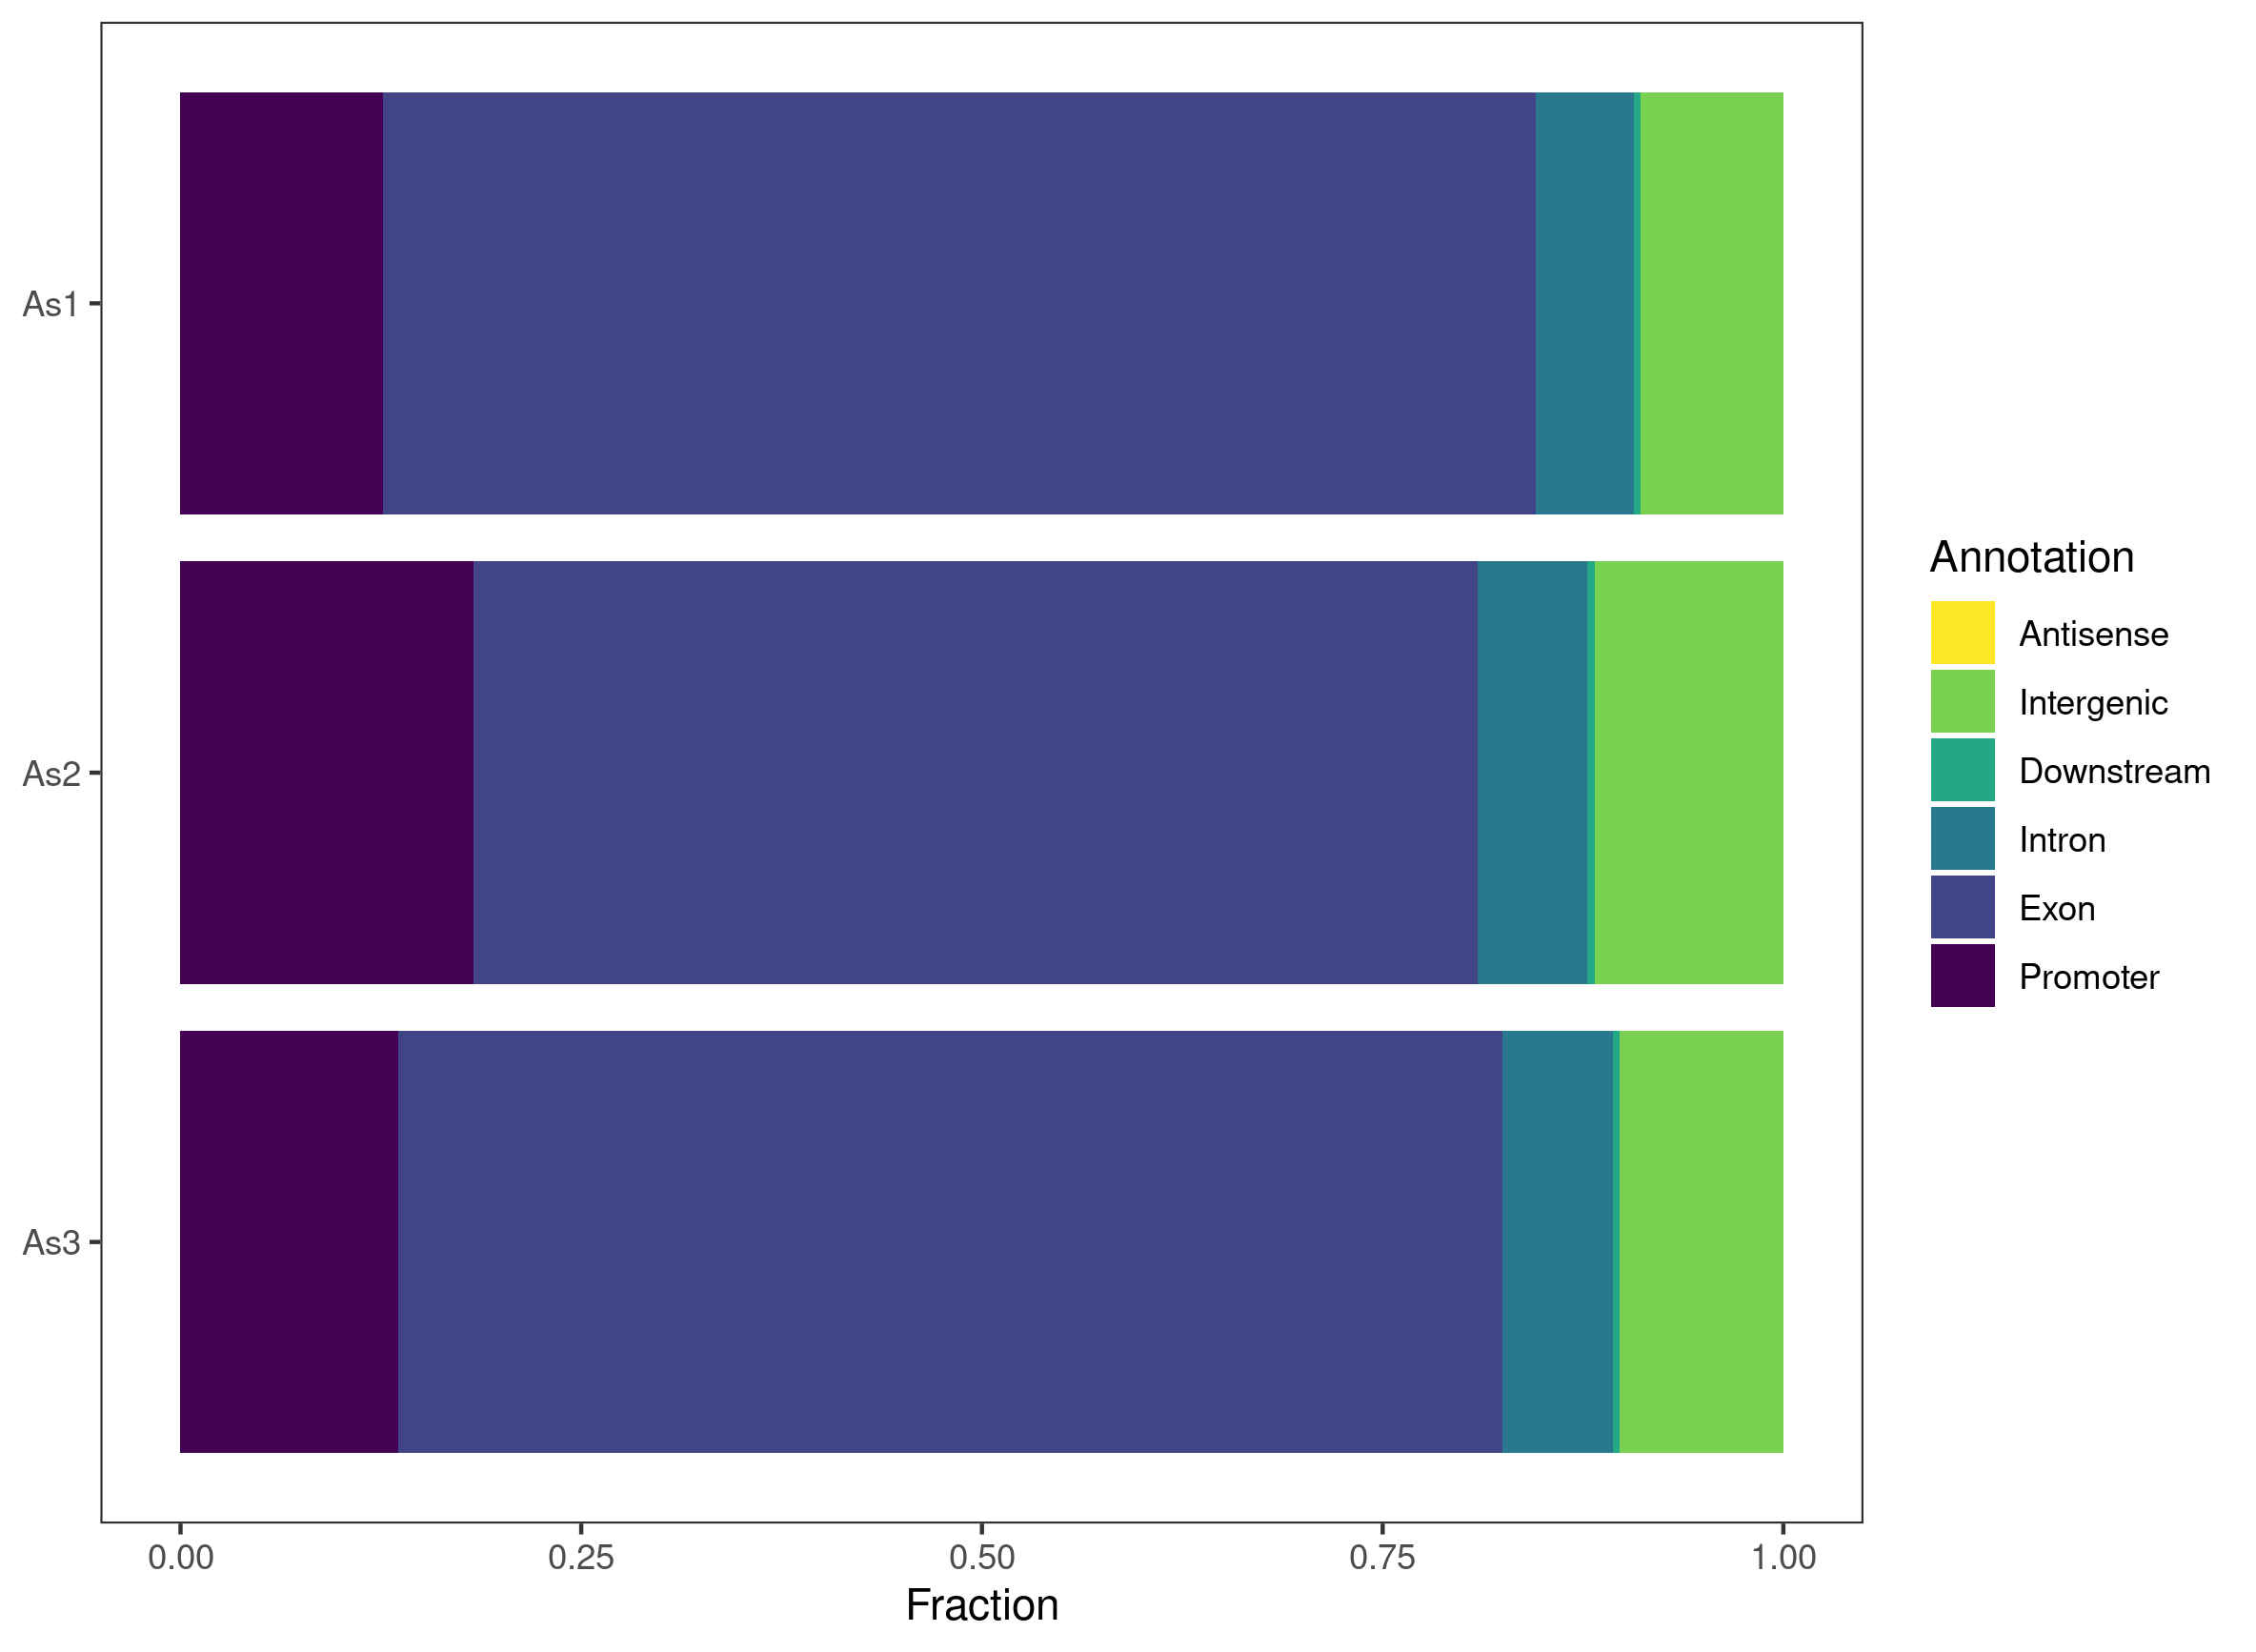 As1
As2
As3
0.00 0.25 0.50 0.75 1.00
Fraction
Annotation
Antisense
Intergenic
Downstream
Intron
Exon
Promoter